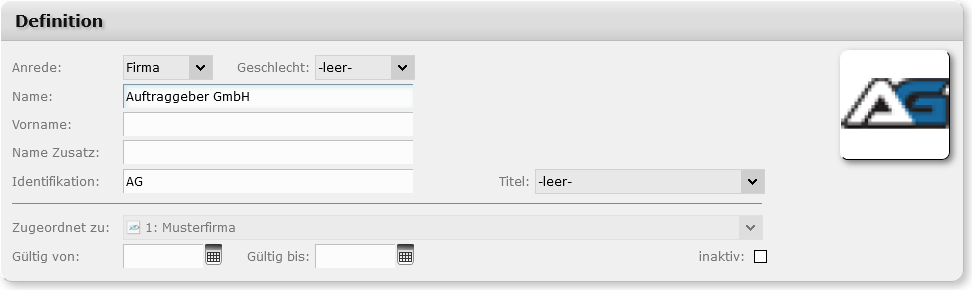 Definition
Anrede: Firma Geschlecht: -leer-
Name: Auftraggeber GmbH
AG
Vorname:
Name Zusatz:
Identifikation: AG Titel: -leer-
Zugeordnet zu: 1: Musterfirma
Gültig von: Gültig bis: inaktiv: